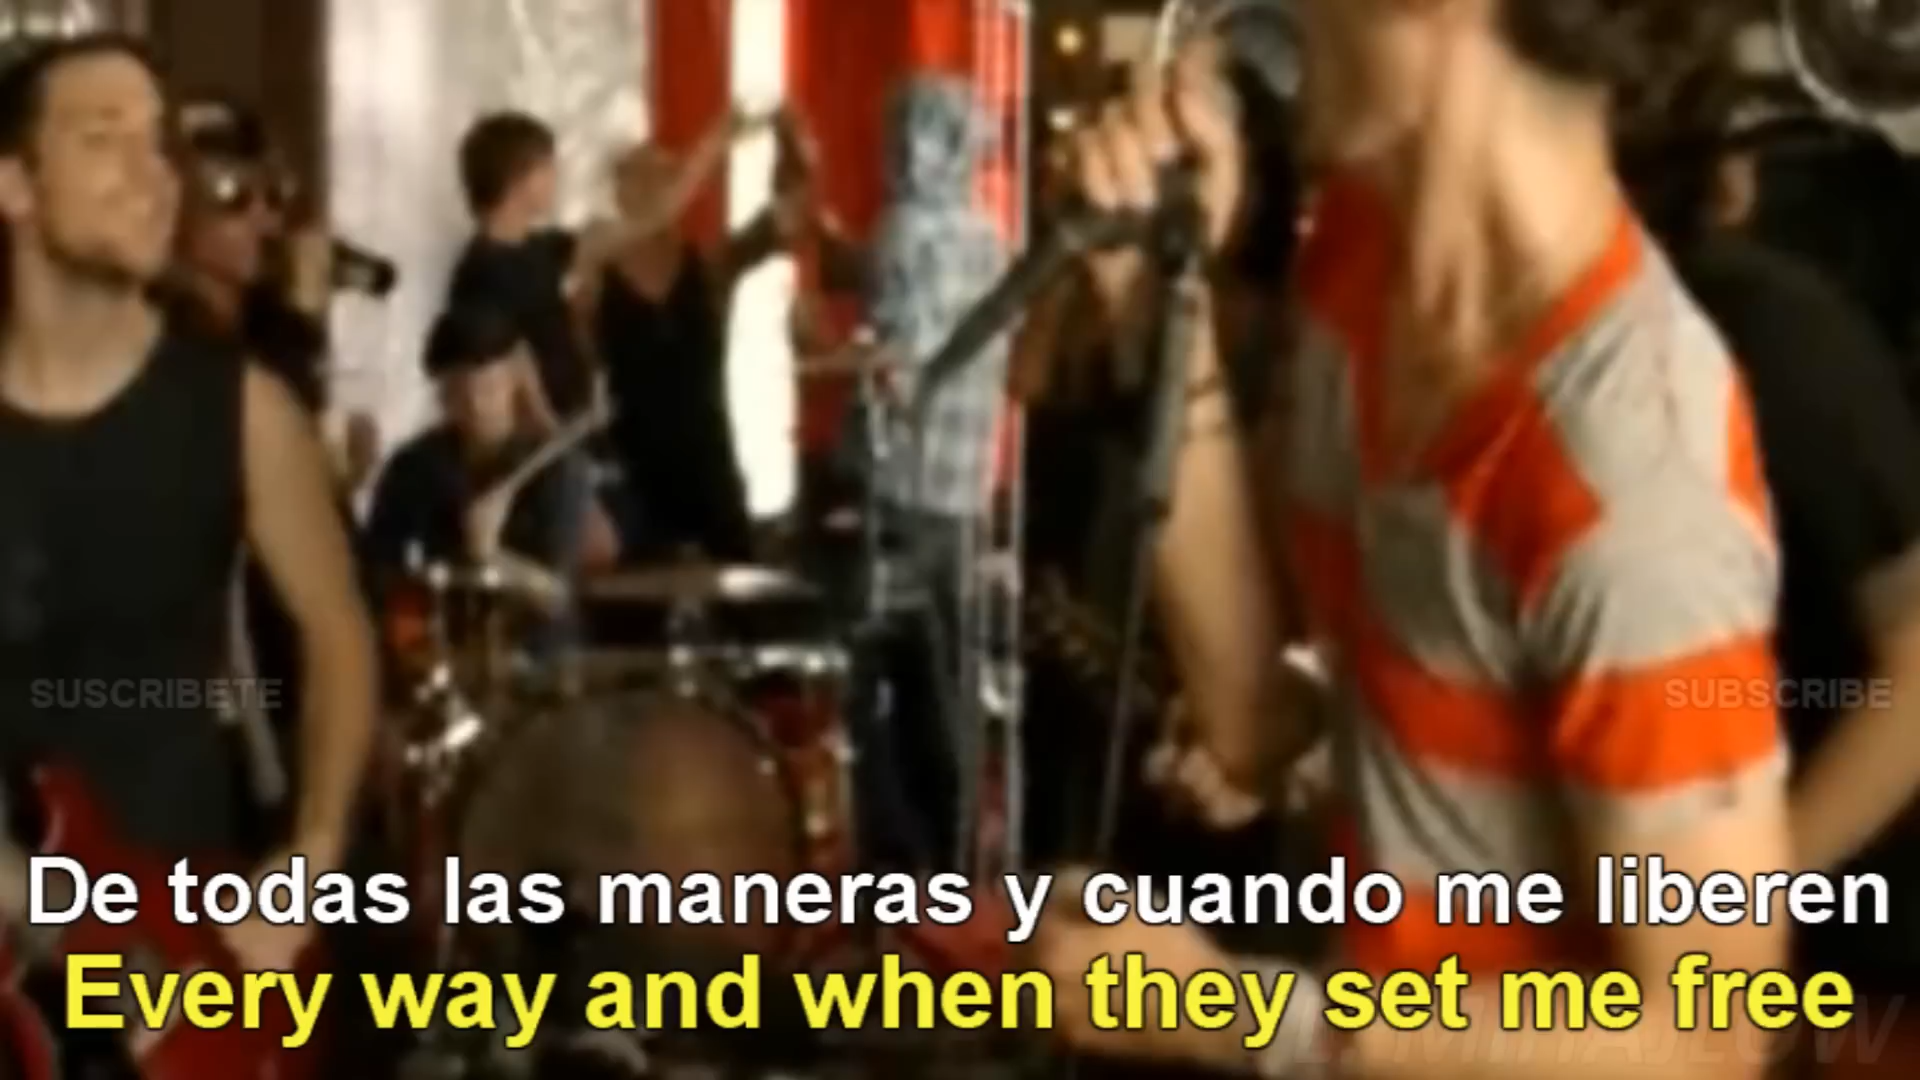 SUSCRIBETE
SUBSCRIBE
De todas las maneras y cuando me liberen
Every way and when they set me free